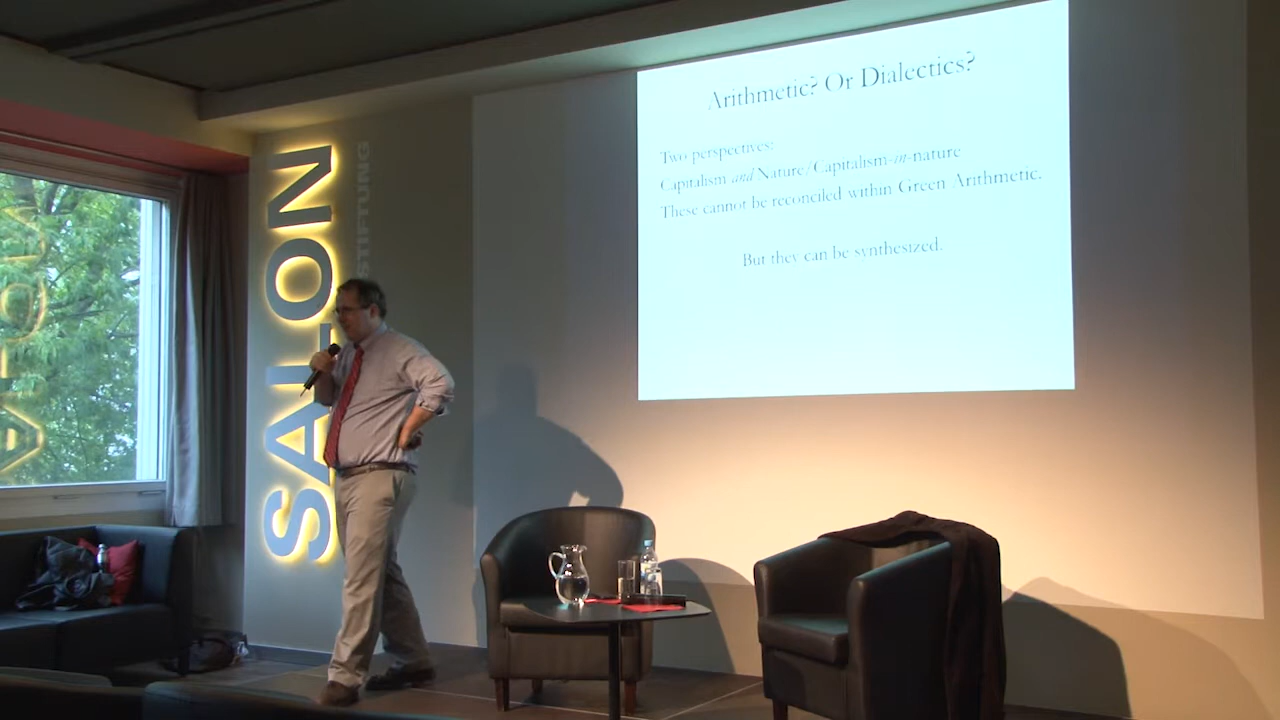 Arithmetic? Or Dialectics?
Two perspectives:
Capitalism and Nature/Capitalism-in-nature
These cannot be reconciled within Green Arithmetic.
But they can be synthesized.
SALON
STIFTUNG